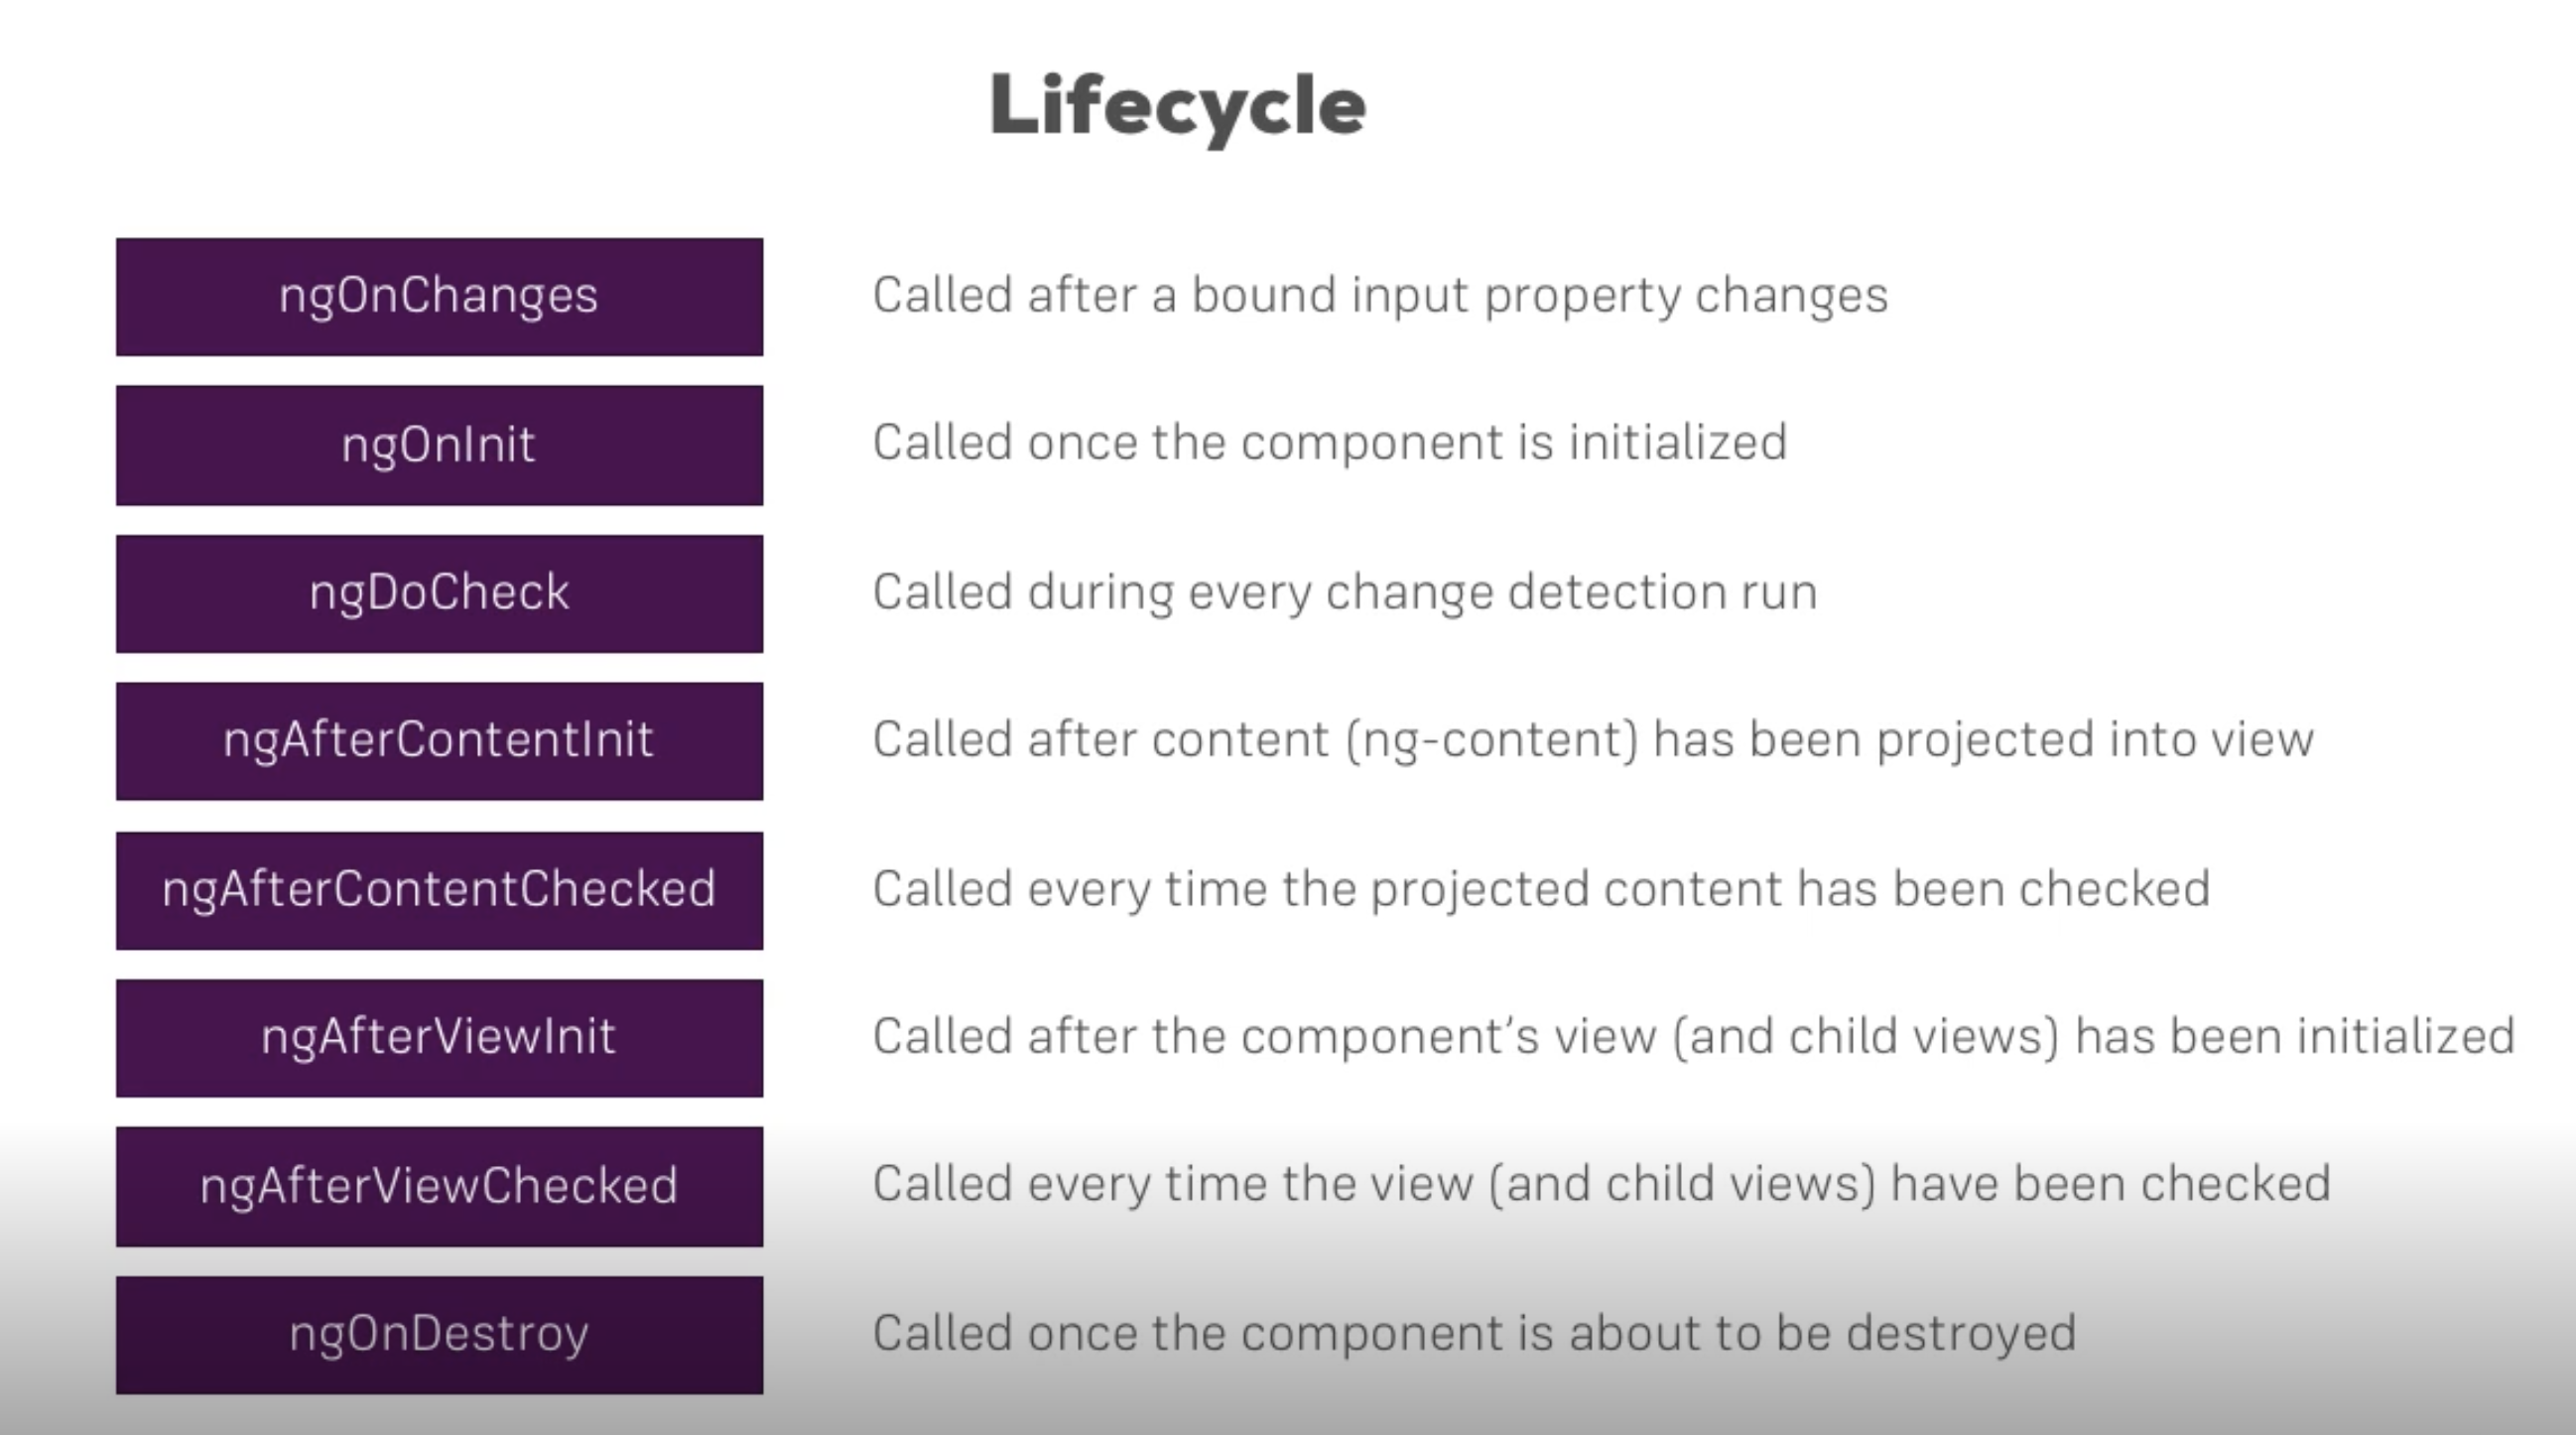 Lifecycle
ngOnChanges Called after a bound input property changes
ngOnInit Called once the component is initialized
ngDoCheck Called during every change detection run
ngAfterContentInit Called after content (ng-content) has been projected into view
ngAfterContentChecked Called every time the projected content has been checked
ngAfterViewInit Called after the component’s view (and child views) has been initialized
ngAfterViewChecked Called every time the view (and child views) have been checked
ngOnDestroy Called once the component is about to be destroyed